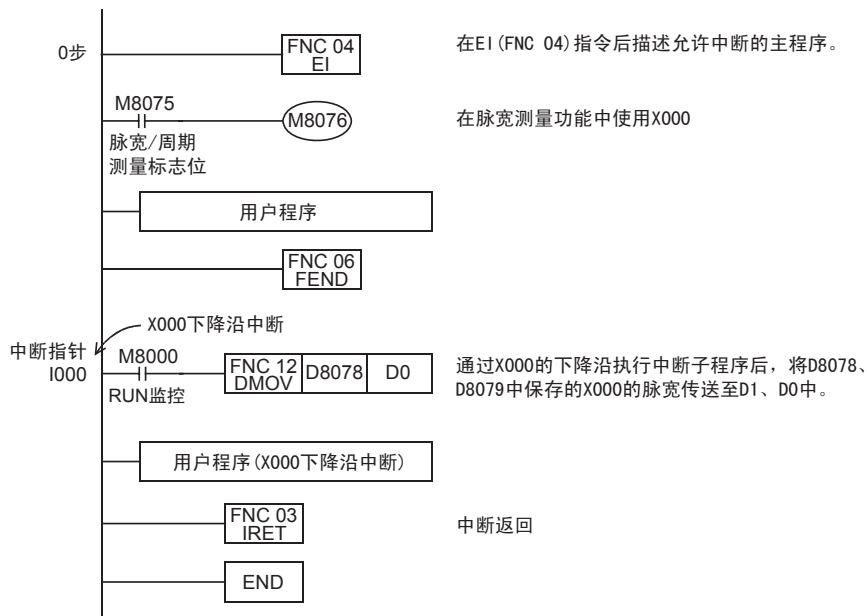 0步
FNC 04
EI
在EI(FNC 04)指令后描述允许中断的主程序。
M8075
M8076
在脉宽测量功能中使用X000
脉宽/周期
测量标志位
用户程序
FNC 06
FEND
X000下降沿中断
中断指针
I000
M8000
RUN监控
FNC 12
DMOV
D8078
D0
通过X000的下降沿执行中断子程序后，将D8078、
D8079中保存的X000的脉宽传送至D1、D0中。
用户程序(X000下降沿中断)
FNC 03
IRET
中断返回
END